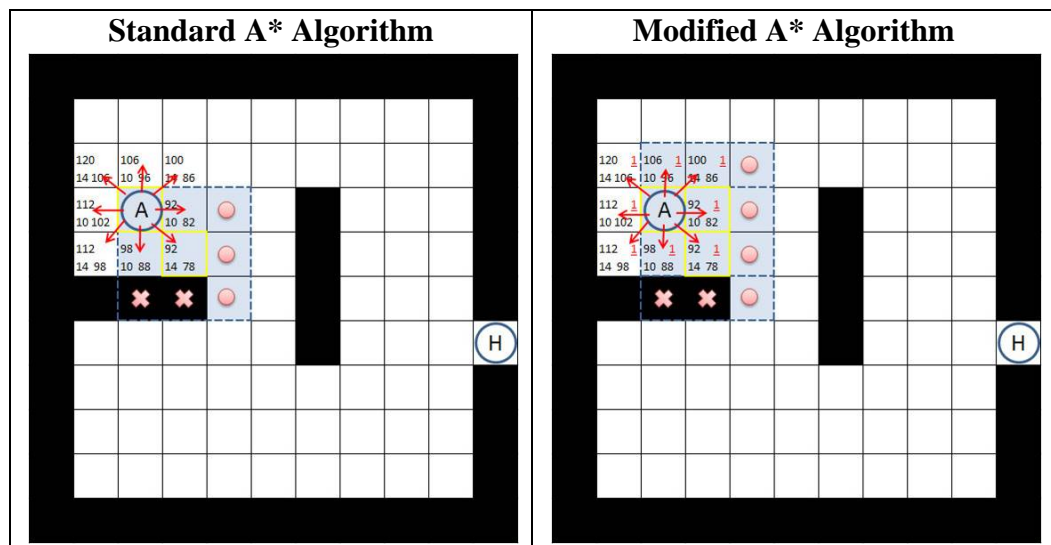 Standard A* Algorithm
Modified A* Algorithm
120 106 100
14 106 10 96 14 86
112 A 92
10 102 10 82
112 98 92
14 98 10 88 14 78
H
120 1 106 1 100 1
14 106 10 96 14 86
112 1 A 92 1
10 102 10 82
112 1 98 1 92 1
14 98 10 88 14 78
H